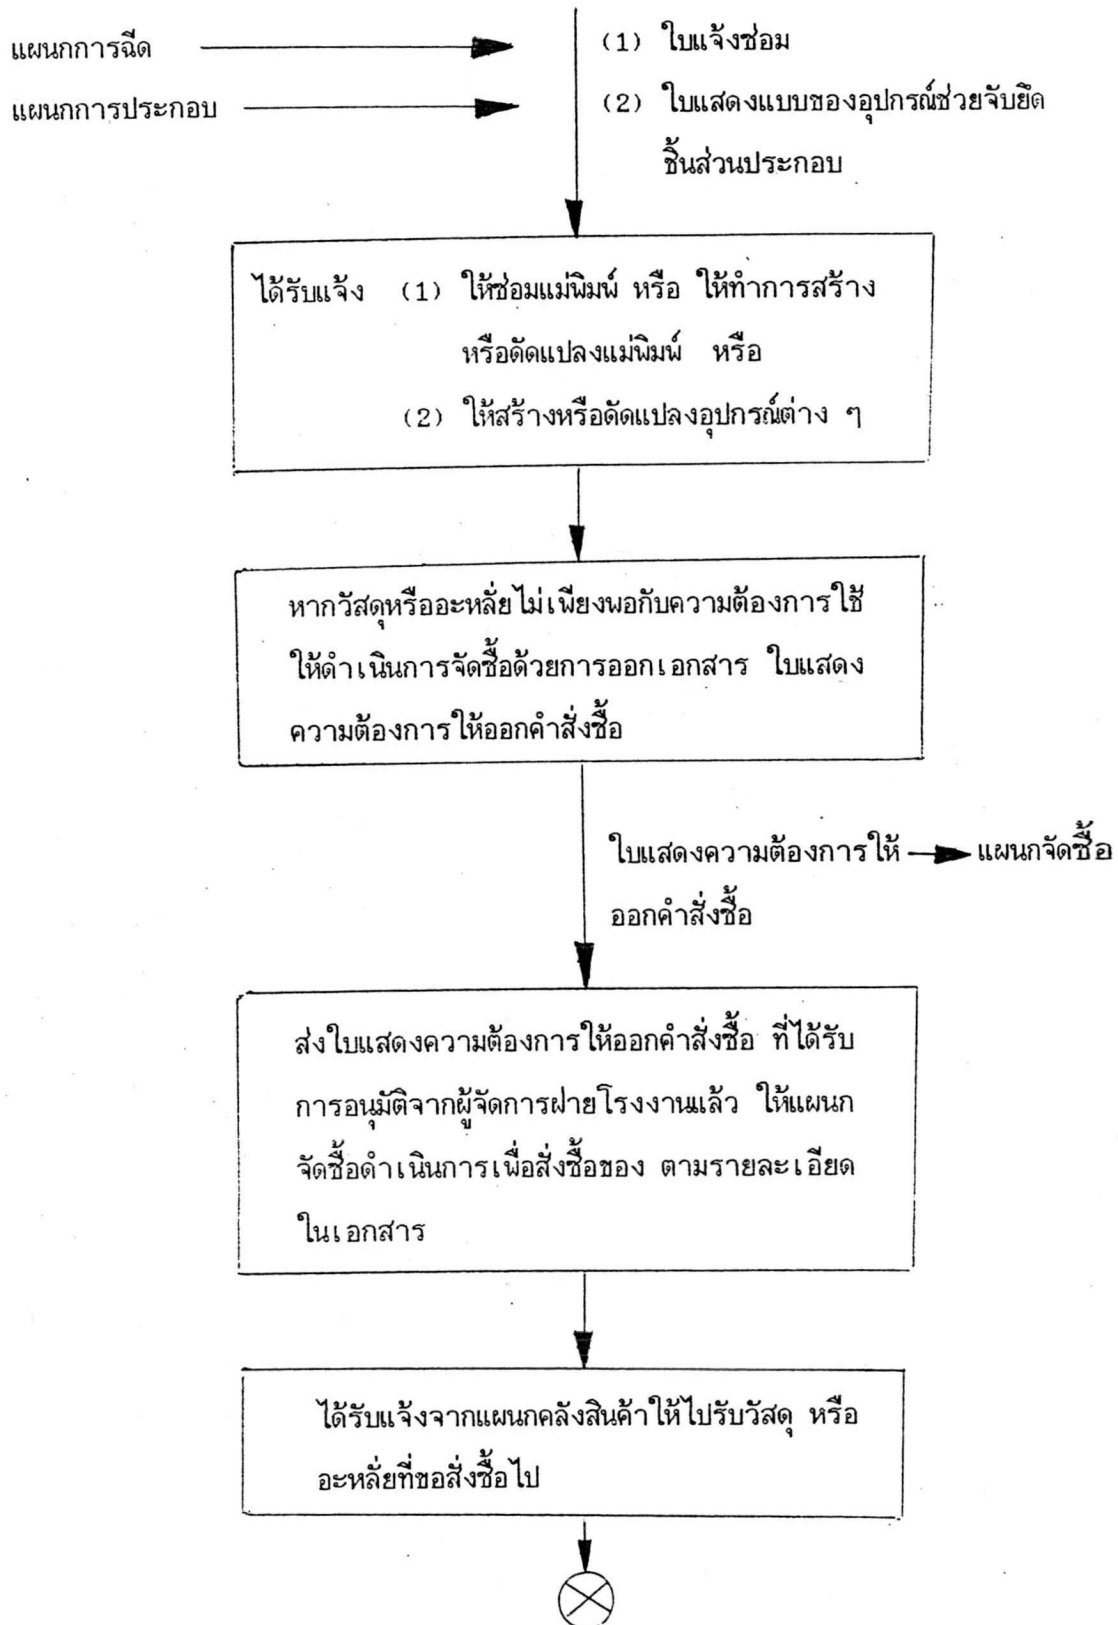 แผนกการฉีด
(1) ใบแจ้งซ่อม
แผนกการประกอบ
(2) ใบแสดงแบบของอุปกรณ์ช่วยจับยึด
ชิ้นส่วนประกอบ
ได้รับแจ้ง (1) ให้ซ่อมแม่พิมพ์ หรือ ให้ทำการสร้าง
หรือดัดแปลงแม่พิมพ์ หรือ
(2) ให้สร้างหรือดัดแปลงอุปกรณ์ต่าง ๆ
หากวัสดุหรืออะหลั่ยไม่เพียงพอกับความต้องการใช้
ให้ดำเนินการจัดซื้อด้วยการออกเอกสาร ใบแสดง
ความต้องการให้ออกคำสั่งซื้อ
ใบแสดงความต้องการให้
แผนกจัดซื้อ
ออกคำสั่งซื้อ
ส่งใบแสดงความต้องการให้ออกคำสั่งซื้อ ที่ได้รับ
การอนุมัติจากผู้จัดการฝ่ายโรงงานแล้ว ให้แผนก
จัดซื้อดำเนินการเพื่อสั่งซื้อของ ตามรายละเอียด
ในเอกสาร
ได้รับแจ้งจากแผนกคลังสินค้าให้ไปรับวัสดุ หรือ
อะหลั่ยที่ขอสั่งซื้อไป